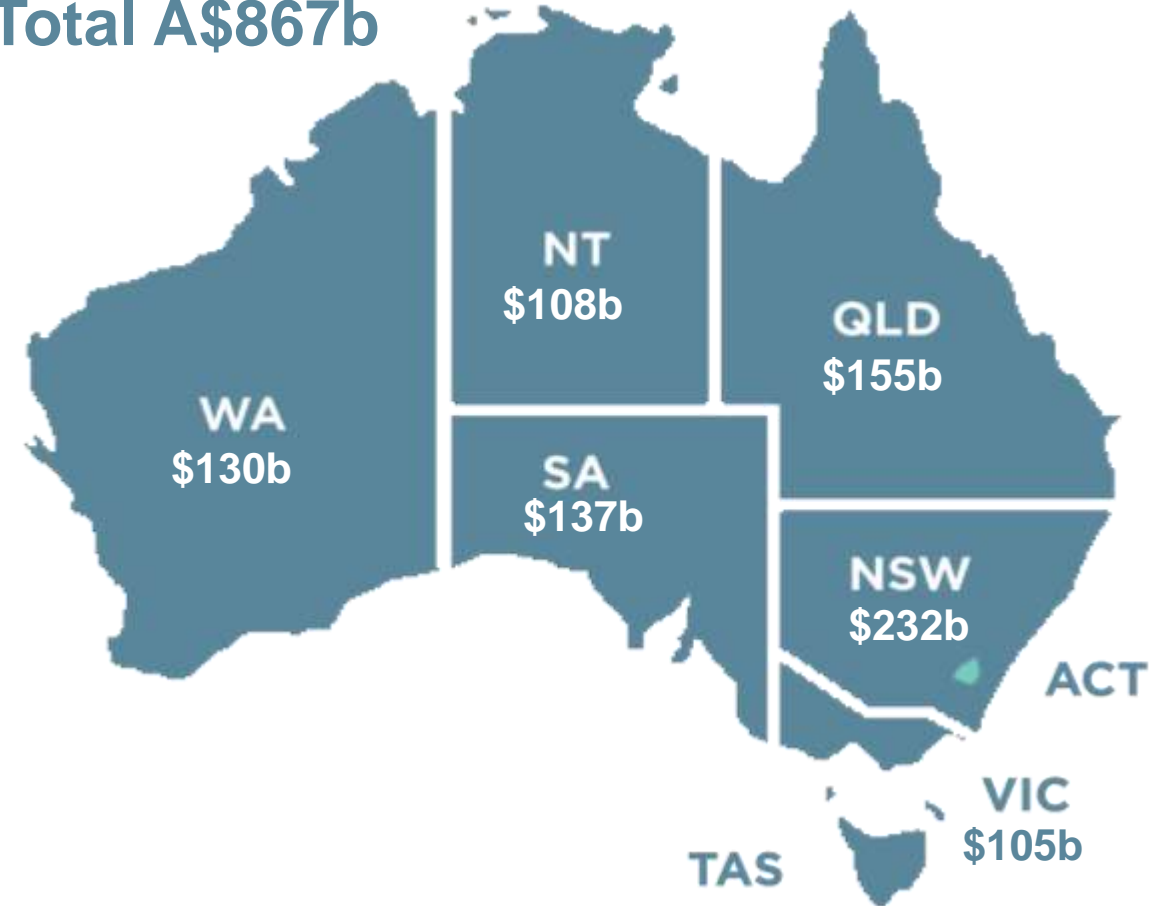 Total A$867b
NT
$108b
QLD
$155b
WA
$130b
SA
$137b
NSW
$232b
ACT
VIC
$105b
TAS